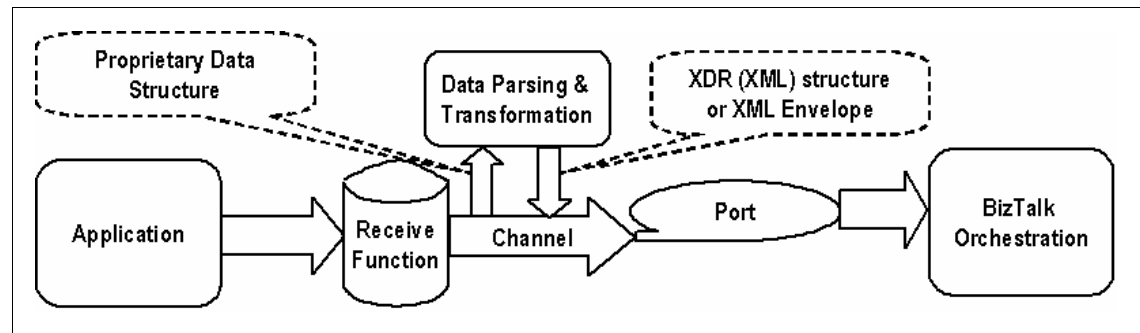 Proprietary Data
Structure
Data Parsing &
Transformation
XDR (XML) structure
or XML Envelope
Application
Receive
Function
Channel
Port
BizTalk
Orchestration